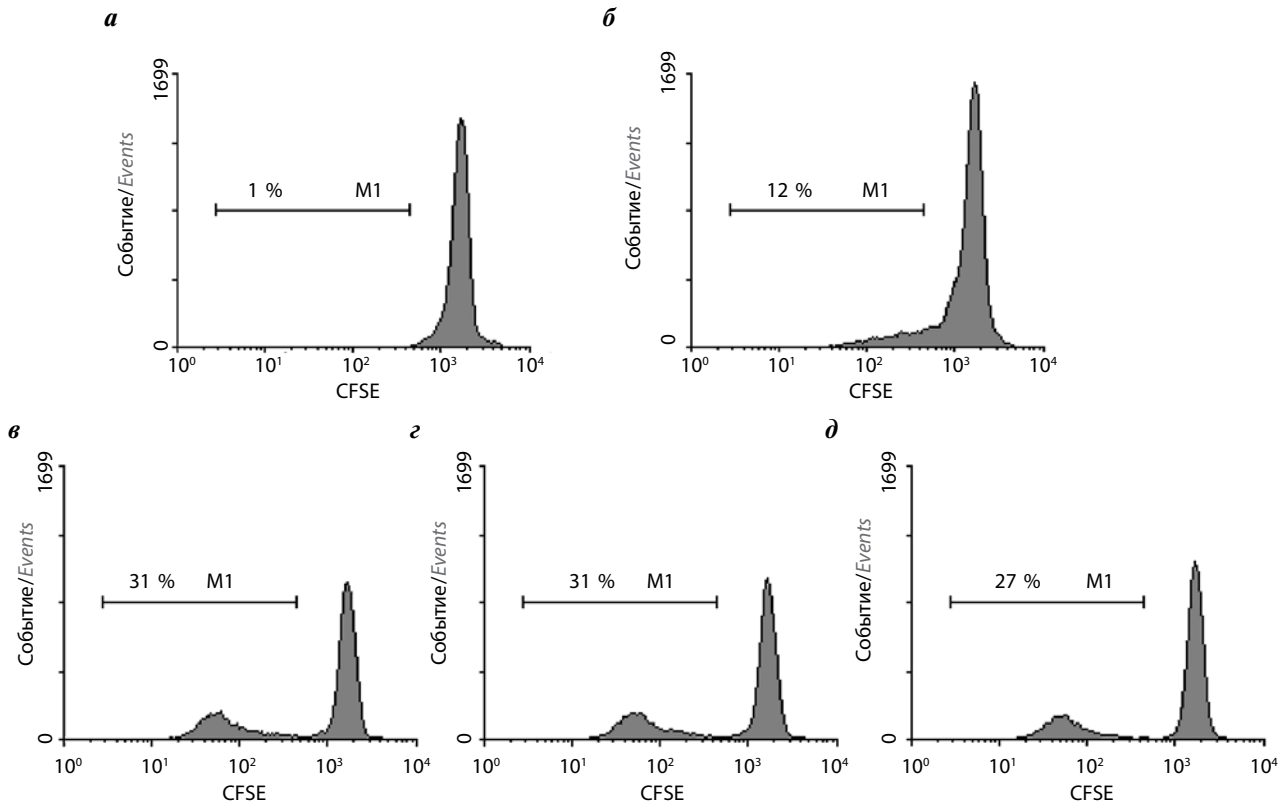 а
1699
Событие/Events
0
1 % M1
10⁰ 10¹ 10² 10³ 10⁴
CFSE
б
1699
Событие/Events
0
12 % M1
10⁰ 10¹ 10² 10³ 10⁴
CFSE
в
1699
Событие/Events
0
31 % M1
10⁰ 10¹ 10² 10³ 10⁴
CFSE
г
1699
Событие/Events
0
31 % M1
10⁰ 10¹ 10² 10³ 10⁴
CFSE
д
1699
Событие/Events
0
27 % M1
10⁰ 10¹ 10² 10³ 10⁴
CFSE